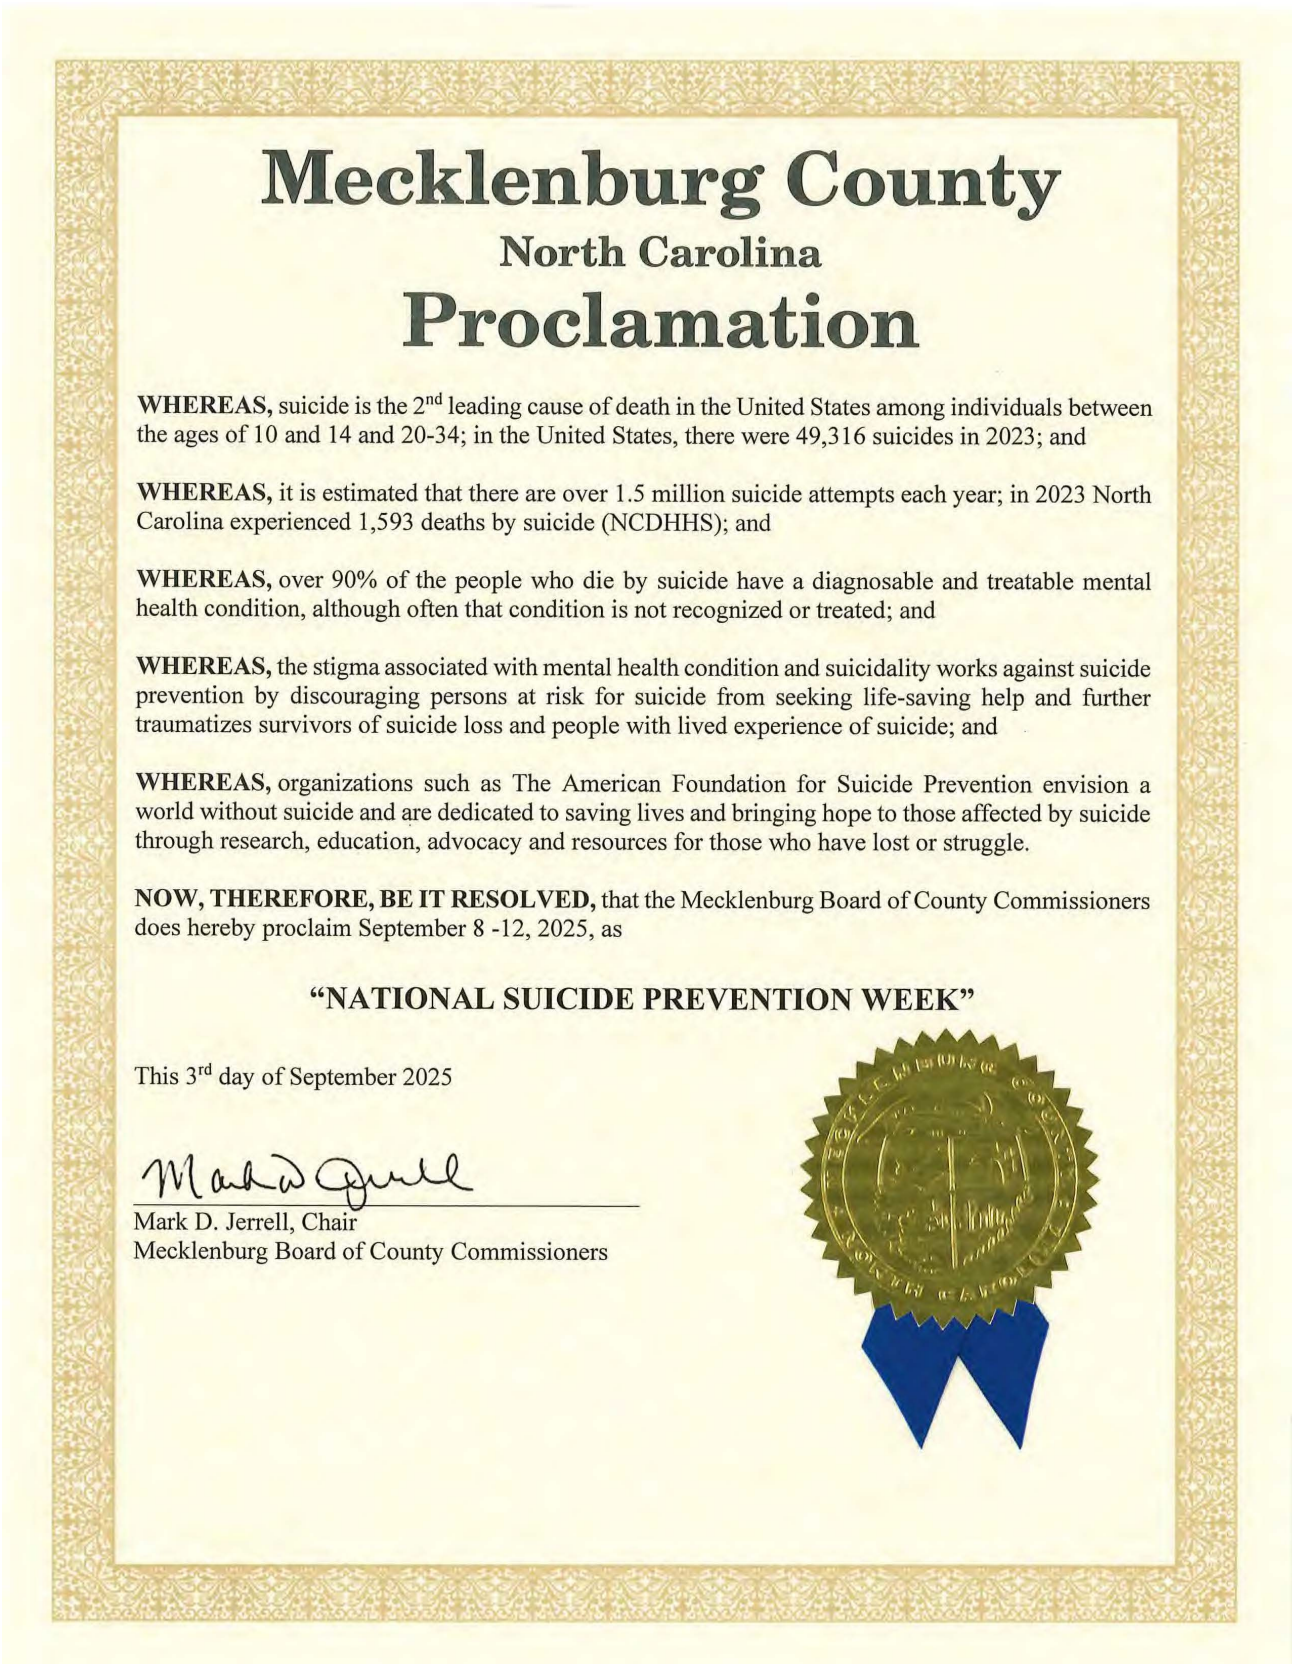 Mecklenburg County
North Carolina
Proclamation
WHEREAS, suicide is the 2nd leading cause of death in the United States among individuals between
the ages of 10 and 14 and 20-34; in the United States, there were 49,316 suicides in 2023; and
WHEREAS, it is estimated that there are over 1.5 million suicide attempts each year; in 2023 North
Carolina experienced 1,593 deaths by suicide (NCDHHS); and
WHEREAS, over 90% of the people who die by suicide have a diagnosable and treatable mental
health condition, although often that condition is not recognized or treated; and
WHEREAS, the stigma associated with mental health condition and suicidality works against suicide
prevention by discouraging persons at risk for suicide from seeking life-saving help and further
traumatizes survivors of suicide loss and people with lived experience of suicide; and
WHEREAS, organizations such as The American Foundation for Suicide Prevention envision a
world without suicide and are dedicated to saving lives and bringing hope to those affected by suicide
through research, education, advocacy and resources for those who have lost or struggle.
NOW, THEREFORE, BE IT RESOLVED, that the Mecklenburg Board of County Commissioners
does hereby proclaim September 8 -12, 2025, as
“NATIONAL SUICIDE PREVENTION WEEK”
This 3rd day of September 2025
Mark D Jerrell
Mark D. Jerrell, Chair
Mecklenburg Board of County Commissioners
MECKLENBURG COUNTY
NORTH CAROLINA